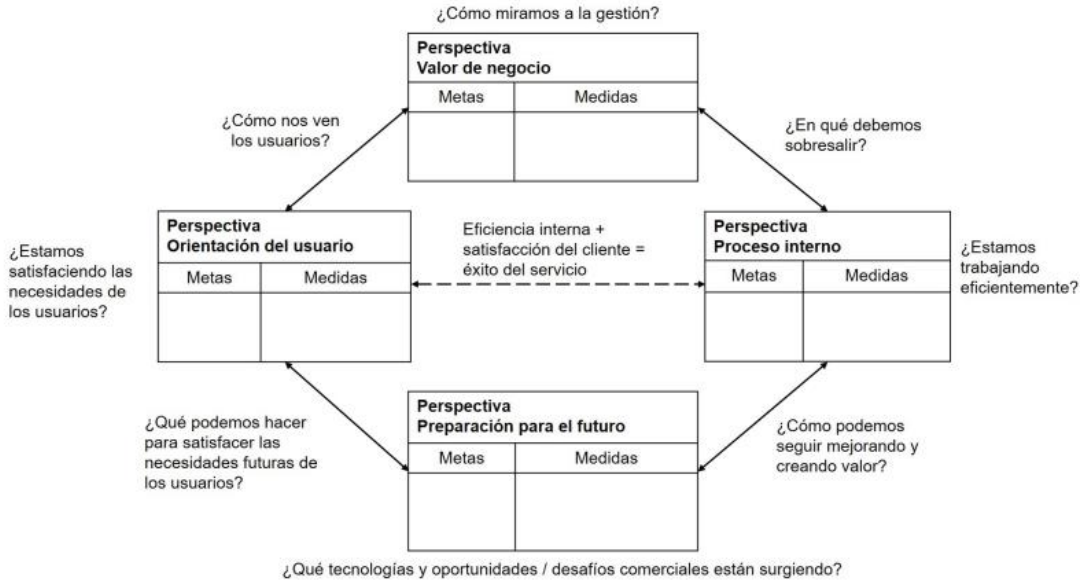 ¿Cómo miramos a la gestión?
Perspectiva
Valor de negocio
Metas Medidas
¿Cómo nos ven
los usuarios?
¿En qué debemos
sobresalir?
¿Estamos
satisfaciendo las
necesidades de
los usuarios?
Perspectiva
Orientación del usuario
Metas Medidas
Eficiencia interna +
satisfacción del cliente =
éxito del servicio
Perspectiva
Proceso interno
Metas Medidas
¿Estamos
trabajando
eficientemente?
¿Qué podemos hacer
para satisfacer las
necesidades futuras de
los usuarios?
Perspectiva
Preparación para el futuro
Metas Medidas
¿Cómo podemos
seguir mejorando y
creando valor?
¿Qué tecnologías y oportunidades / desafíos comerciales están surgiendo?